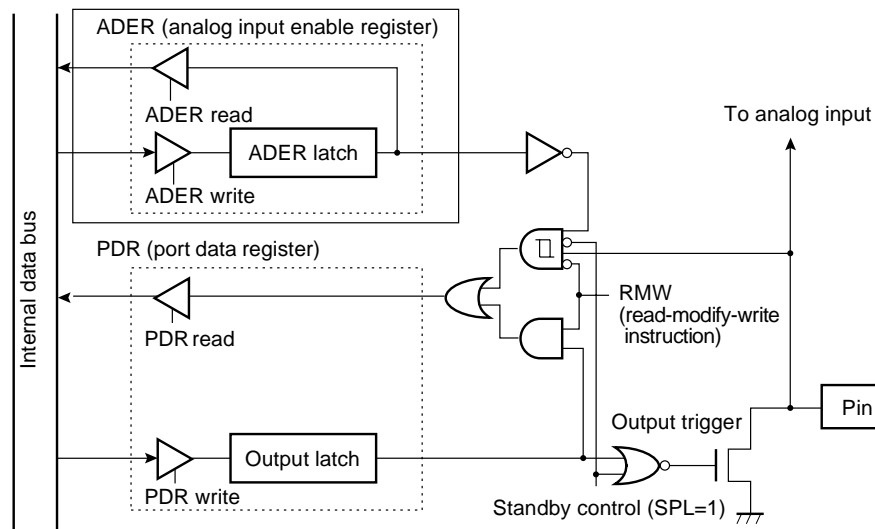 ADER (analog input enable register)
ADER read
To analog input
ADER latch
ADER write
PDR (port data register)
Internal data bus
RMW
(read-modify-write
instruction)
PDR read
Output trigger
Pin
Output latch
PDR write
Standby control (SPL=1)